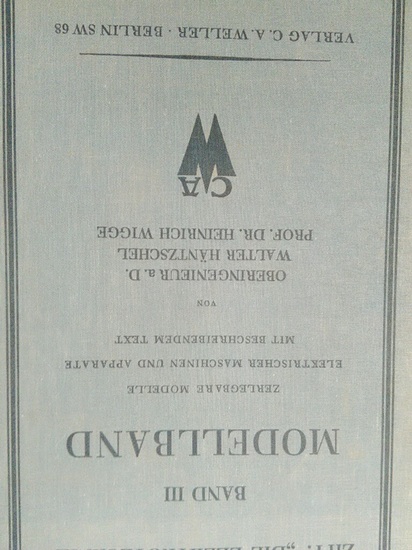 BAND III
MODELLBAND
ZERLEGBARE MODELLE
ELEKTRISCHER MASCHINEN UND APPARATE
MIT BESCHREIBENDEM TEXT
VON
OBERINGENIEUR a. D.
WALTER HÄNTZSCHEL
PROF. DR. HEINRICH WIGGE
CAW
VERLAG C. A. WELLER · BERLIN SW 68